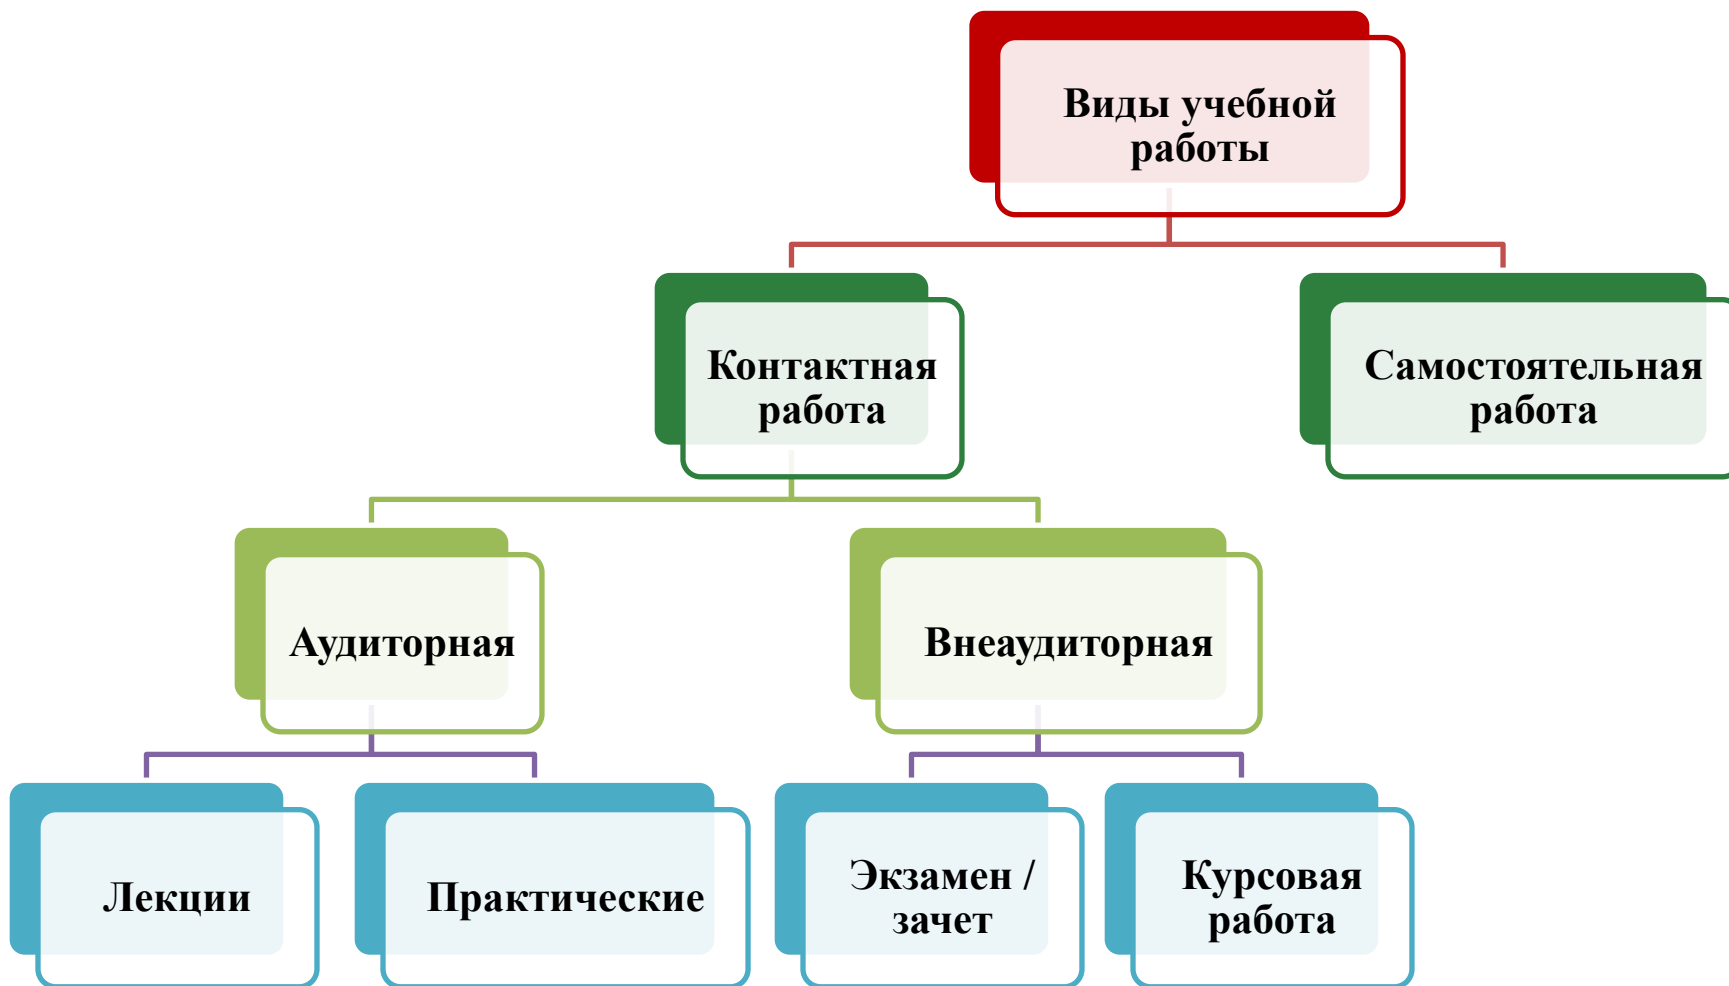 Виды учебной
работы
Контактная
работа
Самостоятельная
работа
Аудиторная
Внеаудиторная
Лекции
Практические
Экзамен /
зачет
Курсовая
работа